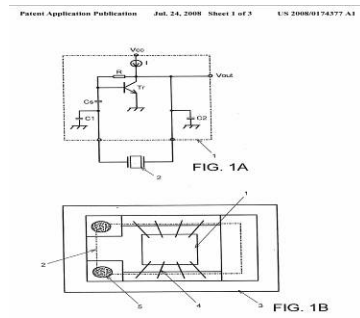 Patent Application Publication Jul. 24, 2008 Sheet 1 of 3 US 2008/0174377 A1
Vcc
I
R
Vout
Tr
Cs
C1
C2
1
2
FIG. 1A
1
2
5
4
3
FIG. 1B